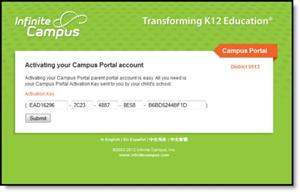 Infinite Campus
Transforming K12 Education®
Campus Portal
Activating your Campus Portal account
District 0513
Activating your Campus Portal parent portal account is easy. All you need is
your Campus Portal Activation Key sent to you by your child's school.
Activation Key
( EAD16296 - 7C23 - 4887 - 8E58 - B6BD5244BF1D )
Submit
In English | En Español | 中文简体 | 中文繁體
©2003-2012 Infinite Campus, Inc.
www.infinitecampus.com